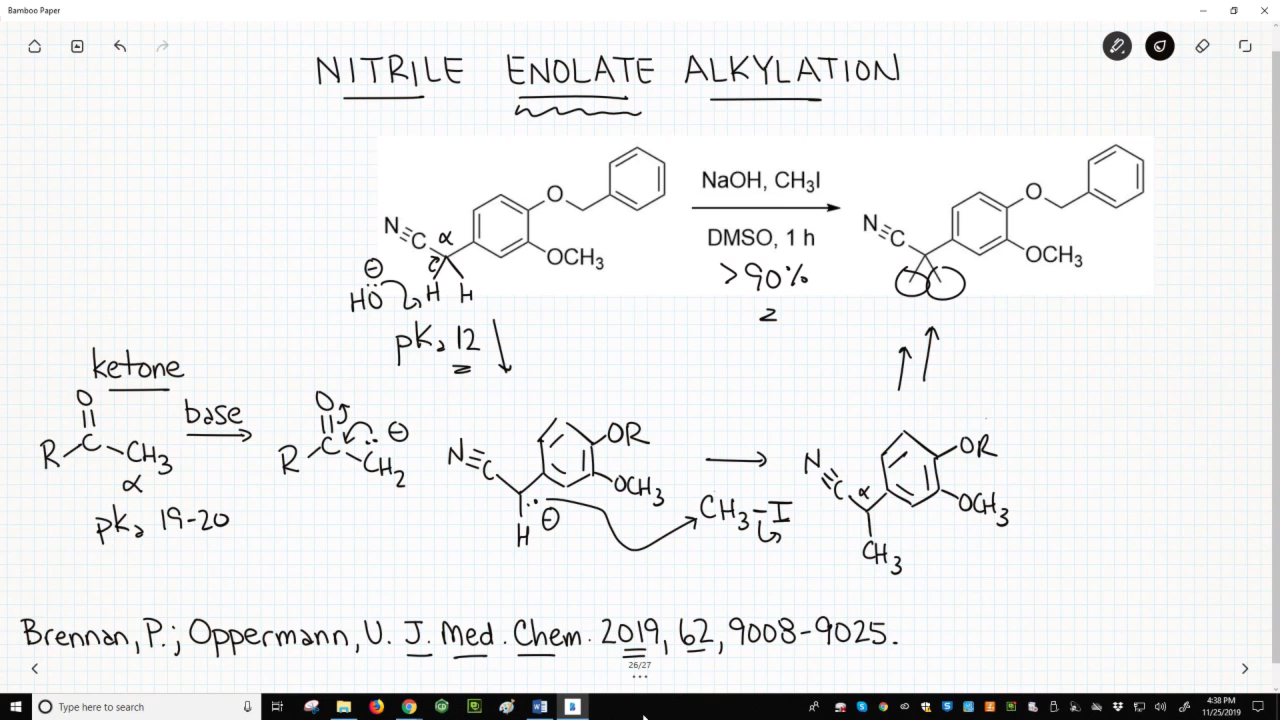 Bamboo Paper
NITRILE ENOLATE ALKYLATION
N≡C α O OCH3
NaOH, CH3I
DMSO, 1 h
>90%
N≡C O OCH3
⊖
HÖ H H
pKa 12
ketone
O
R C CH3
α
pKa 19-20
base
O ⊖
R C CH2
N≡C OR
OCH3
H ⊖
CH3-I
N≡C α OR
OCH3
CH3
Brennan, P.; Oppermann, U. J. Med. Chem. 2019, 62, 9008-9025.
26/27
Type here to search
4:38 PM
11/25/2019